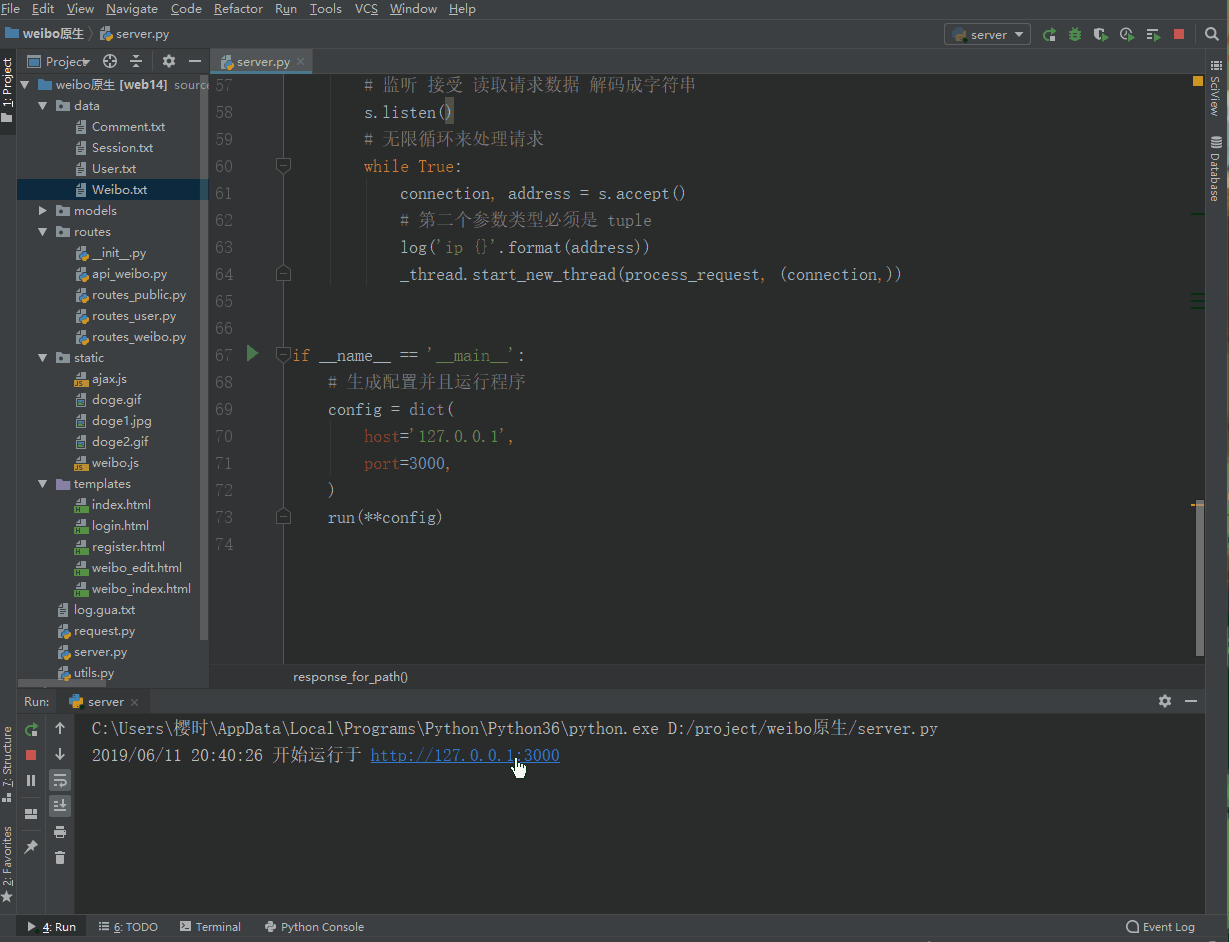 File Edit View Navigate Code Refactor Run Tools VCS Window Help
weibo原生 server.py
server
Project
server.py
1: Project
weibo原生 [web14] sourc
data
Comment.txt
Session.txt
User.txt
Weibo.txt
models
routes
__init__.py
api_weibo.py
routes_public.py
routes_user.py
routes_weibo.py
static
ajax.js
doge.gif
doge1.jpg
doge2.gif
weibo.js
templates
index.html
login.html
register.html
weibo_edit.html
weibo_index.html
log.gua.txt
request.py
server.py
utils.py
57 # 监听 接受 读取请求数据 解码成字符串
58 s.listen()
59 # 无限循环来处理请求
60 while True:
61 connection, address = s.accept()
62 # 第二个参数类型必须是 tuple
63 log('ip {}'.format(address))
64 _thread.start_new_thread(process_request, (connection,))
65
66
67 if __name__ == '__main__':
68 # 生成配置并且运行程序
69 config = dict(
70 host='127.0.0.1',
71 port=3000,
72 )
73 run(**config)
74
response_for_path()
SciView
Database
Run: server
C:\Users\樱时\AppData\Local\Programs\Python\Python36\python.exe D:/project/weibo原生/server.py
2019/06/11 20:40:26 开始运行于 http://127.0.0.1:3000
7: Structure
2: Favorites
4: Run 6: TODO Terminal Python Console Event Log